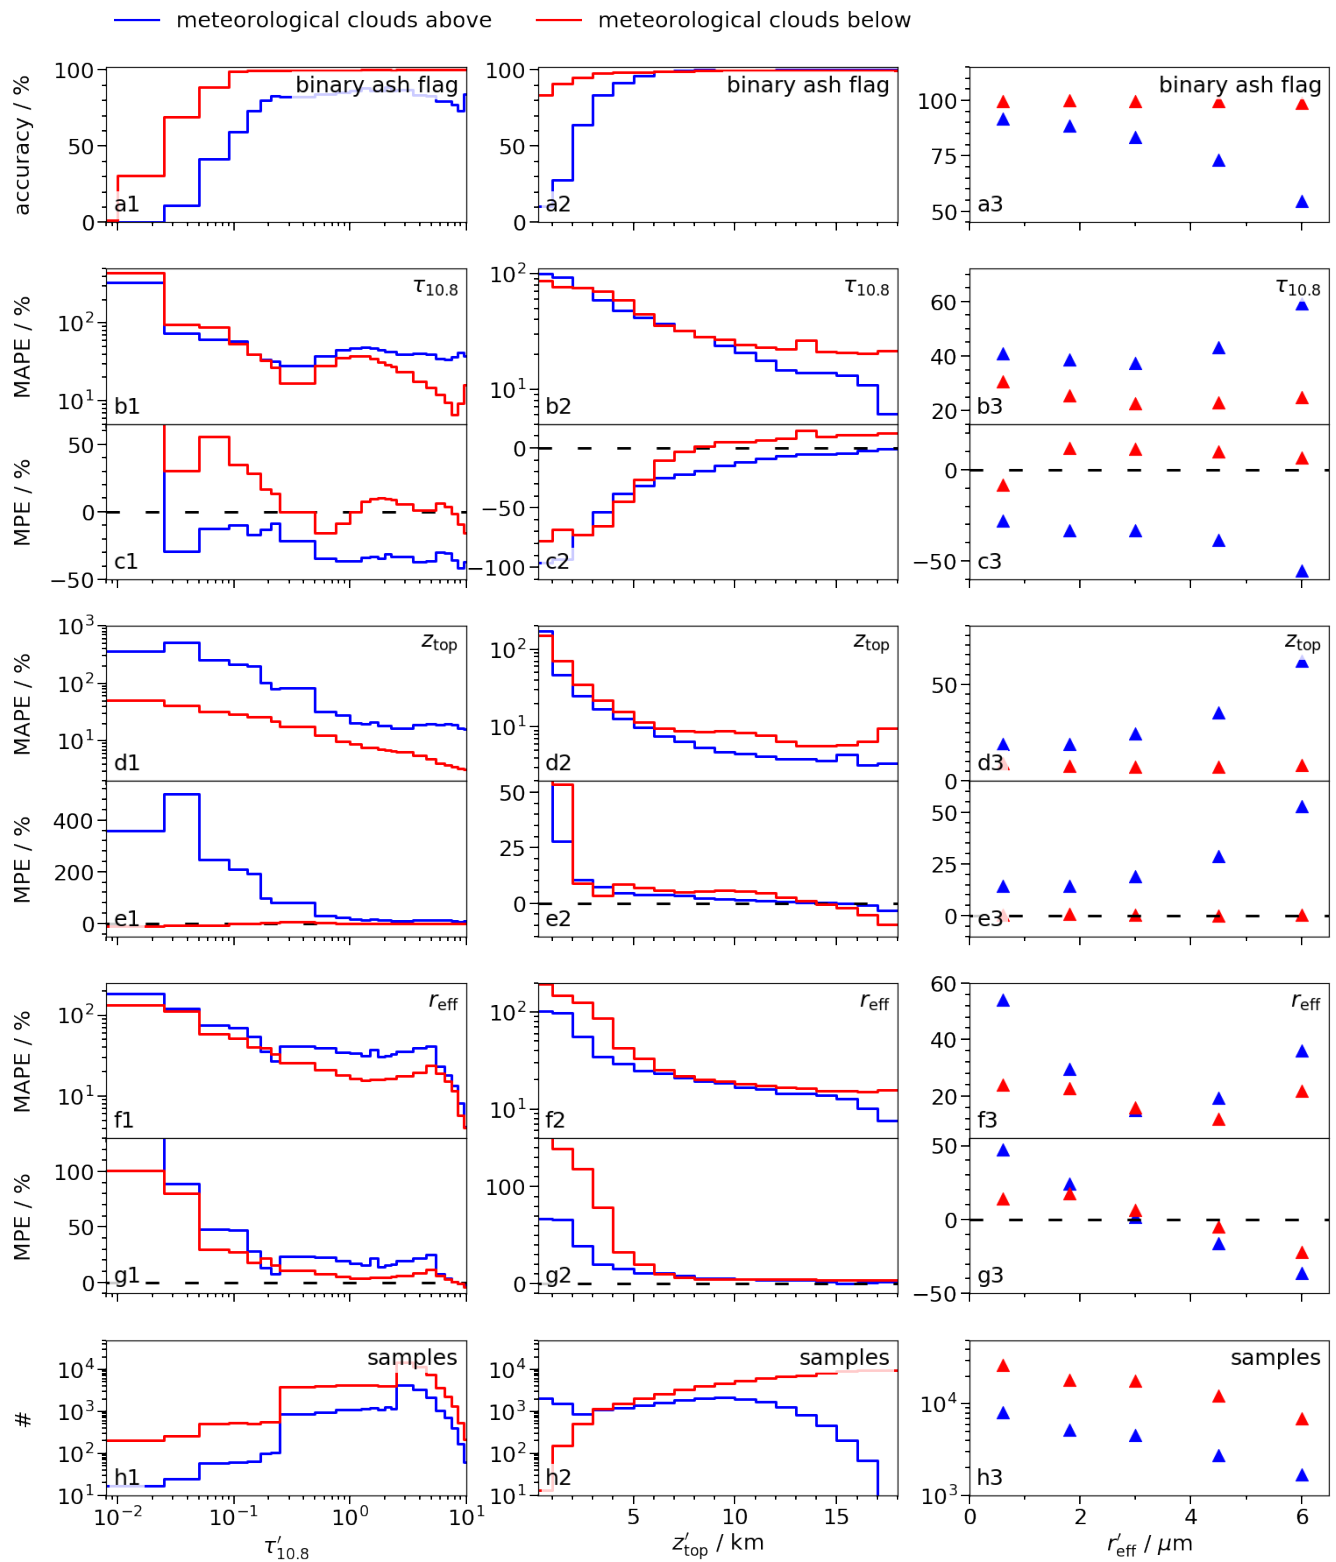 meteorological clouds above meteorological clouds below
accuracy / %
100
50
0
binary ash flag
a1
100
50
0
binary ash flag
a2
100
75
50
binary ash flag
a3
MAPE / %
10²
10¹
τ10.8
b1
10²
10¹
τ10.8
b2
60
40
20
τ10.8
b3
MPE / %
50
0
−50
c1
0
−50
−100
c2
0
−50
c3
MAPE / %
10³
10²
10¹
ztop
d1
10²
10¹
ztop
d2
50
0
ztop
d3
MPE / %
400
200
0
e1
50
25
0
e2
50
25
0
e3
MAPE / %
10²
10¹
reff
f1
10²
10¹
reff
f2
60
40
20
reff
f3
MPE / %
100
50
0
g1
100
0
g2
50
0
−50
g3
#
10⁴
10³
10²
10¹
samples
h1
10⁴
10³
10²
10¹
samples
h2
10⁴
10³
samples
h3
10⁻² 10⁻¹ 10⁰ 10¹
5 10 15
0 2 4 6
τ′10.8
z′top / km
r′eff / μm